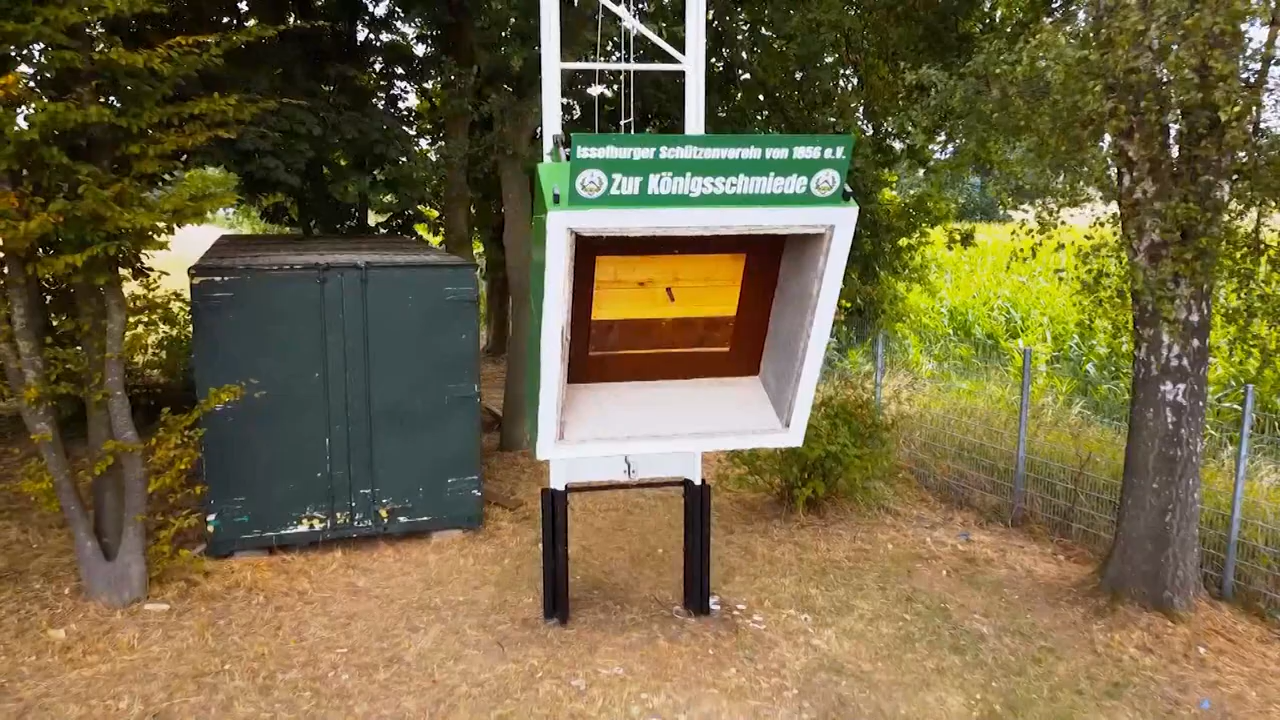 Isselburger Schützenverein von 1856 e.V.
Zur Königsschmiede